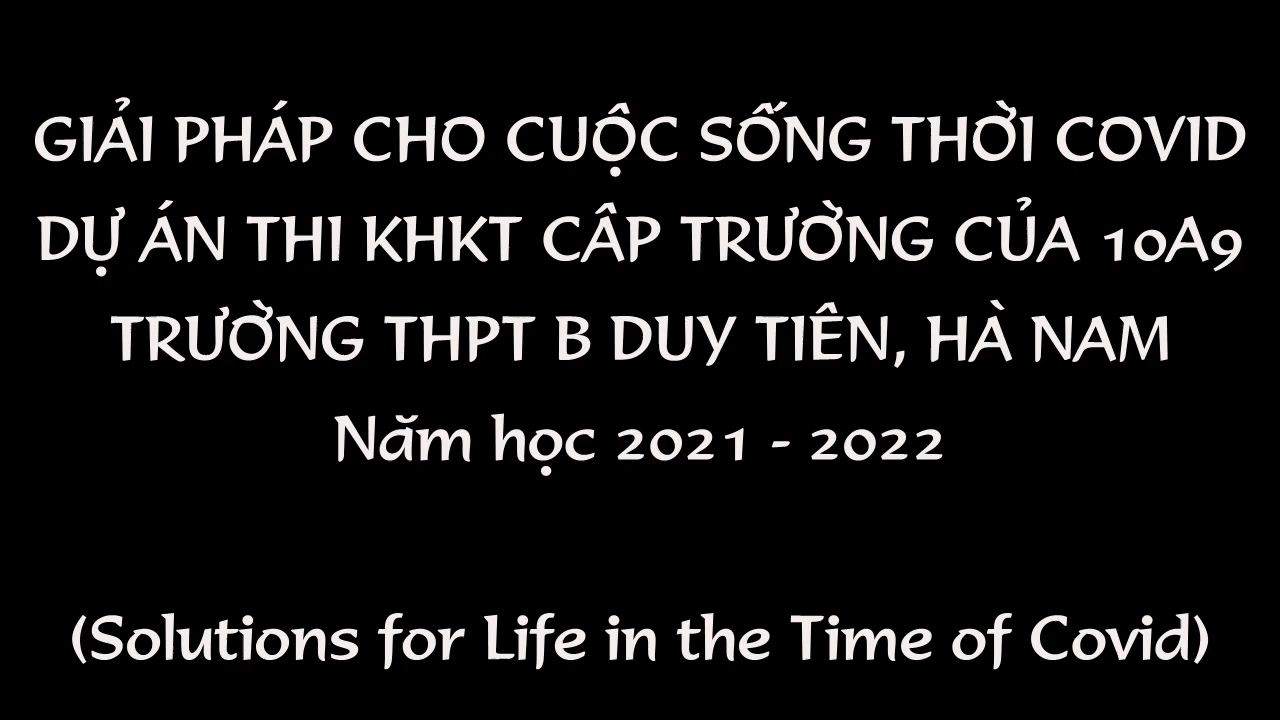 GIẢI PHÁP CHO CUỘC SỐNG THỜI COVID
DỰ ÁN THI KHKT CÂP TRƯỜNG CỦA 10A9
TRƯỜNG THPT B DUY TIÊN, HÀ NAM
Năm học 2021 - 2022
(Solutions for Life in the Time of Covid)